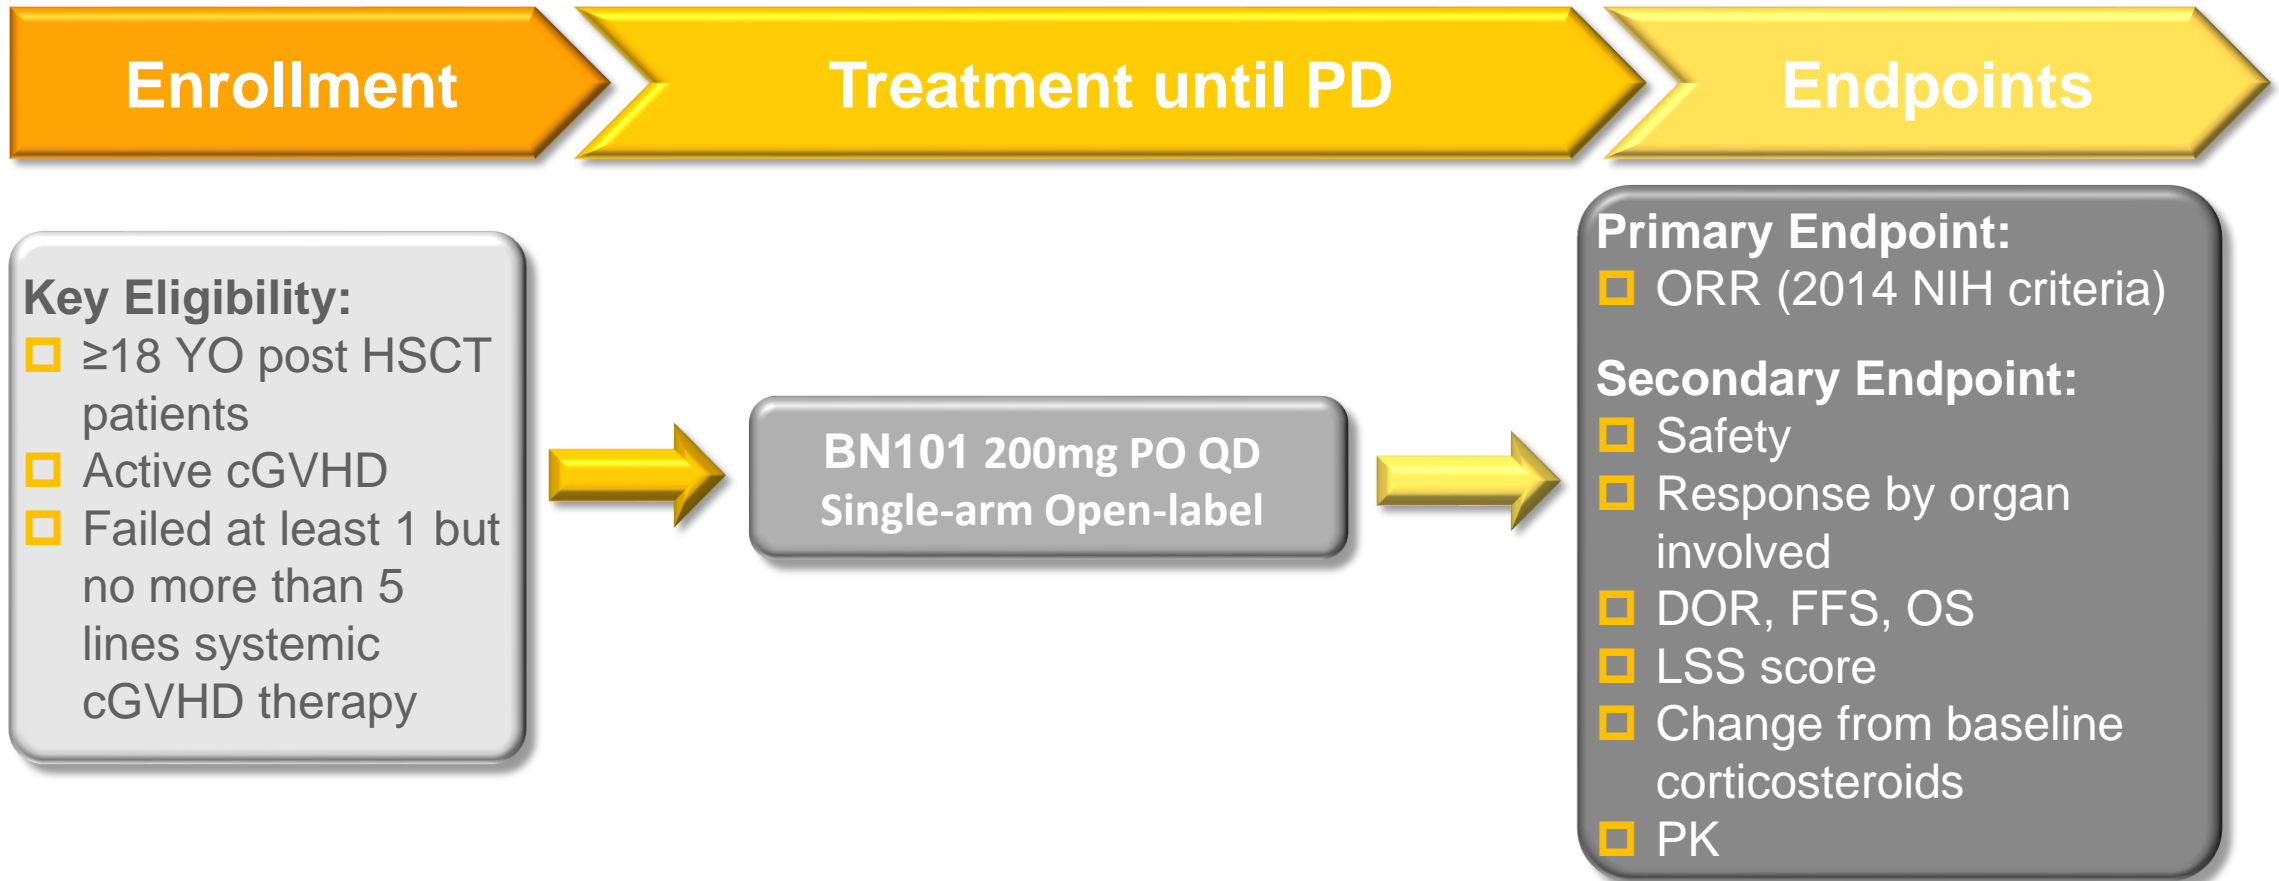 Enrollment
Treatment until PD
Endpoints
Key Eligibility:
≥18 YO post HSCT
patients
Active cGVHD
Failed at least 1 but
no more than 5
lines systemic
cGVHD therapy
BN101 200mg PO QD
Single-arm Open-label
Primary Endpoint:
ORR (2014 NIH criteria)
Secondary Endpoint:
Safety
Response by organ
involved
DOR, FFS, OS
LSS score
Change from baseline
corticosteroids
PK